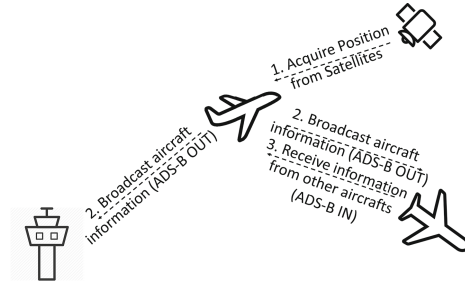 1. Acquire Position
from Satellites
2. Broadcast aircraft
information (ADS-B OUT)
2. Broadcast aircraft
information (ADS-B OUT)
3. Receive information
from other aircrafts
(ADS-B IN)